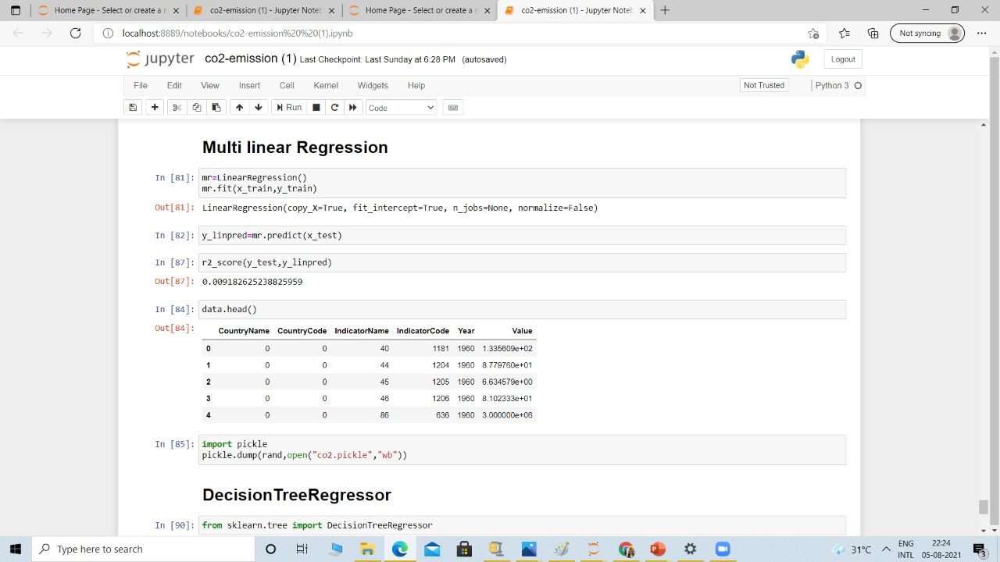 Home Page - Select or create a n
co2-emission (1) - Jupyter Noteb
Home Page - Select or create a n
co2-emission (1) - Jupyter Noteb
localhost:8889/notebooks/co2-emission%20%20(1).ipynb
Not syncing
jupyter co2-emission (1) Last Checkpoint: Last Sunday at 6:28 PM (autosaved)
Logout
File Edit View Insert Cell Kernel Widgets Help
Not Trusted
Python 3
Run
Code
Multi linear Regression
In [81]: mr=LinearRegression()
mr.fit(x_train,y_train)
Out[81]: LinearRegression(copy_X=True, fit_intercept=True, n_jobs=None, normalize=False)
In [82]: y_linpred=mr.predict(x_test)
In [87]: r2_score(y_test,y_linpred)
Out[87]: 0.009182625238825959
In [84]: data.head()
Out[84]:
CountryName CountryCode IndicatorName IndicatorCode Year Value
0 0 0 40 1181 1960 1.335609e+02
1 0 0 44 1204 1960 8.779760e+01
2 0 0 45 1205 1960 6.634579e+00
3 0 0 46 1206 1960 8.102333e+01
4 0 0 86 636 1960 3.000000e+06
In [85]: import pickle
pickle.dump(rand,open("co2.pickle","wb"))
DecisionTreeRegressor
In [90]: from sklearn.tree import DecisionTreeRegressor
Type here to search
31°C
ENG
INTL
22:24
05-08-2021
3